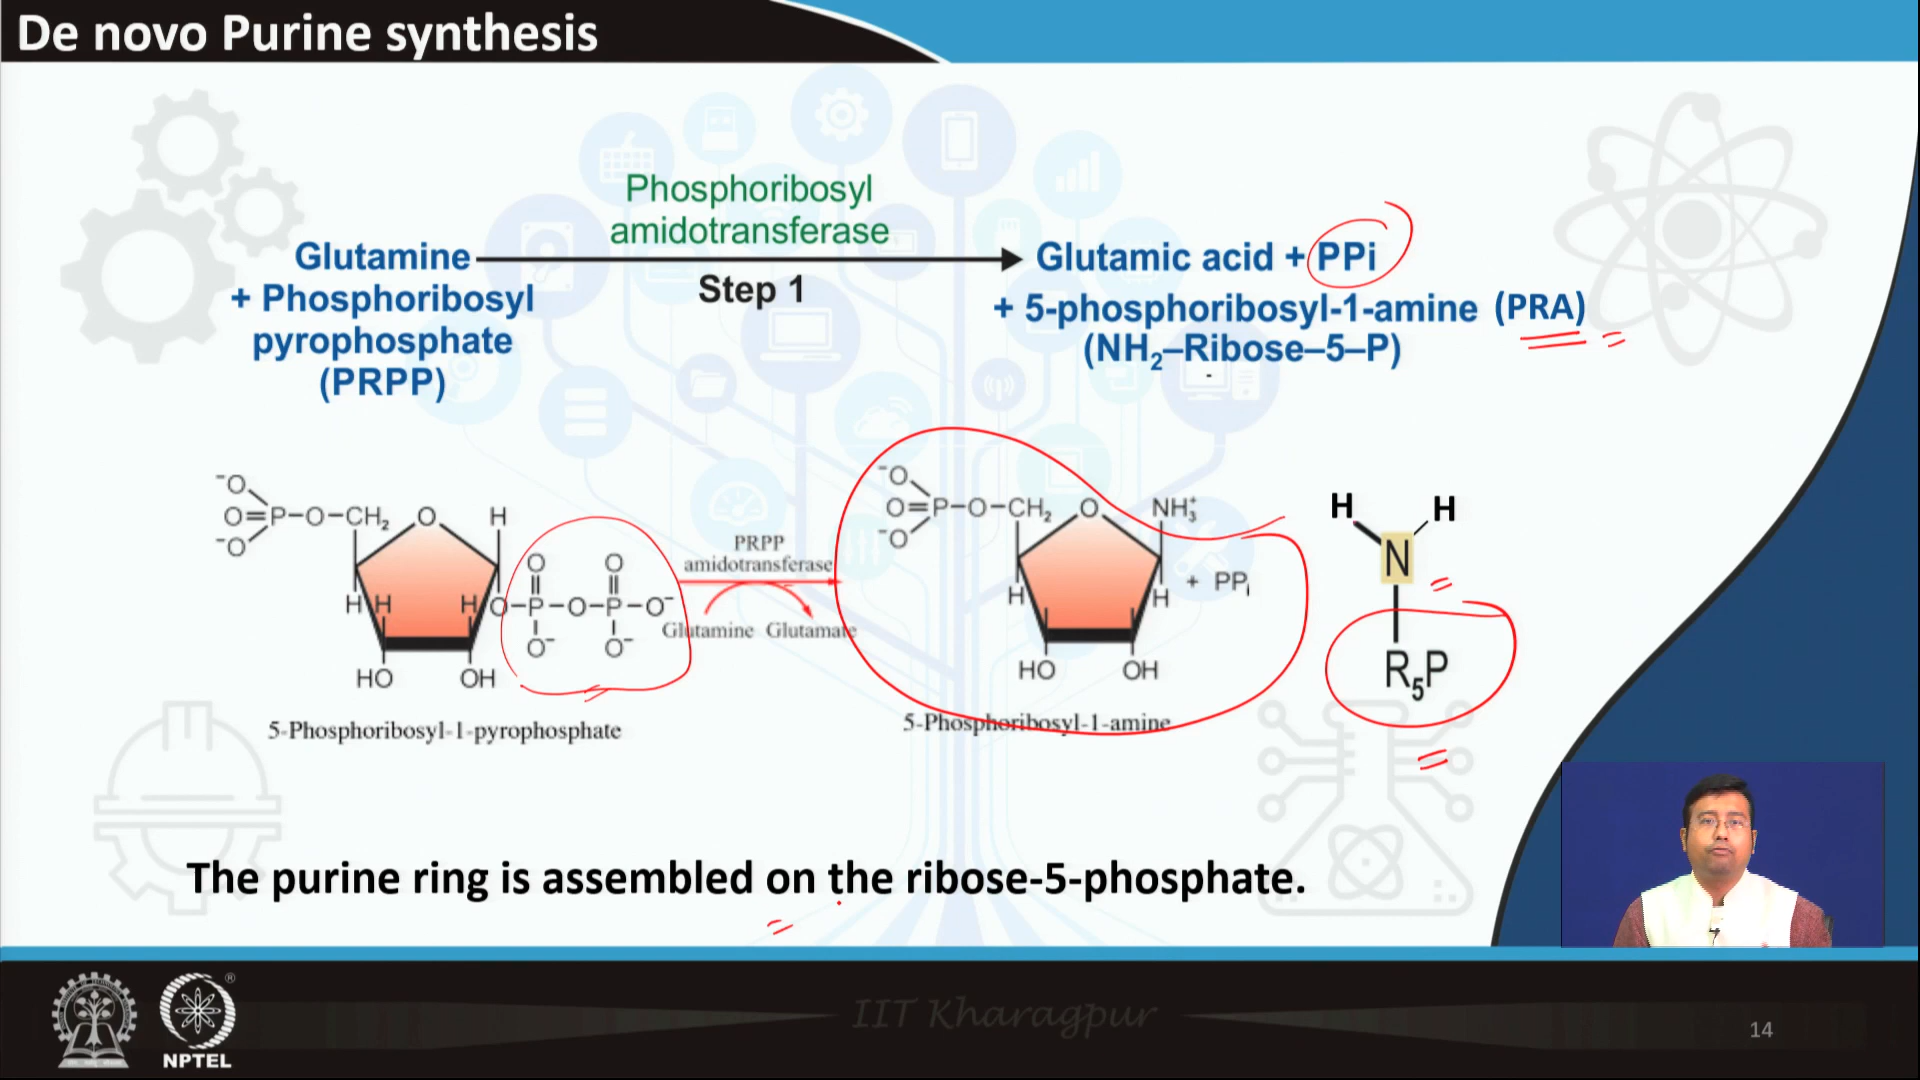 De novo Purine synthesis
Phosphoribosyl
amidotransferase
Glutamine
+ Phosphoribosyl
pyrophosphate
(PRPP)
Step 1
Glutamic acid + PPi
+ 5-phosphoribosyl-1-amine (PRA)
(NH₂–Ribose–5–P)
⁻O
O=P–O–CH₂ O H
⁻O
H H H O–P–O–P–O⁻
O O
O⁻ O⁻
HO OH
5-Phosphoribosyl-1-pyrophosphate
PRPP
amidotransferase
Glutamine Glutamate
⁻O
O=P–O–CH₂ O NH₃⁺
⁻O
H H
+ PPᵢ
HO OH
5-Phosphoribosyl-1-amine
H H
N
R₅P
The purine ring is assembled on the ribose-5-phosphate.
NPTEL
®
IIT Kharagpur
14